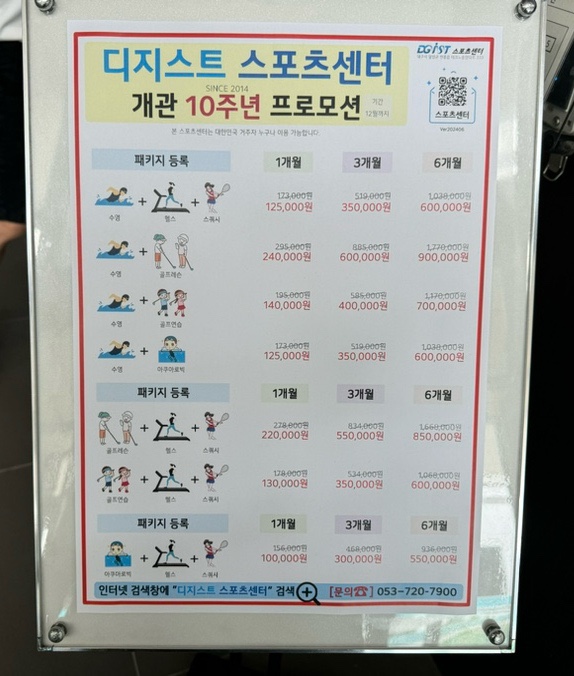 DGIST 스포츠센터
디지스트 스포츠센터
SINCE 2014
개관 10주년 프로모션
기간
12월까지
스포츠센터
Ver.202408
본 스포츠센터는 대한민국 거주자 누구나 이용 가능합니다.
패키지 등록 1개월 3개월 6개월
173,000원 519,000원 1,038,000원
수영 + 헬스 + 스쿼시 125,000원 350,000원 600,000원
295,000원 885,000원 1,770,000원
수영 + 골프레슨 240,000원 600,000원 900,000원
195,000원 585,000원 1,170,000원
수영 + 골프연습 140,000원 400,000원 700,000원
173,000원 519,000원 1,038,000원
수영 + 아쿠아로빅 125,000원 350,000원 600,000원
패키지 등록 1개월 3개월 6개월
278,000원 834,000원 1,668,000원
골프레슨 + 헬스 + 스쿼시 220,000원 550,000원 850,000원
178,000원 534,000원 1,068,000원
골프연습 + 헬스 + 스쿼시 130,000원 350,000원 600,000원
패키지 등록 1개월 3개월 6개월
156,000원 468,000원 936,000원
아쿠아로빅 + 헬스 + 스쿼시 100,000원 300,000원 550,000원
인터넷 검색창에 "디지스트 스포츠센터" 검색 [문의☎] 053-720-7900